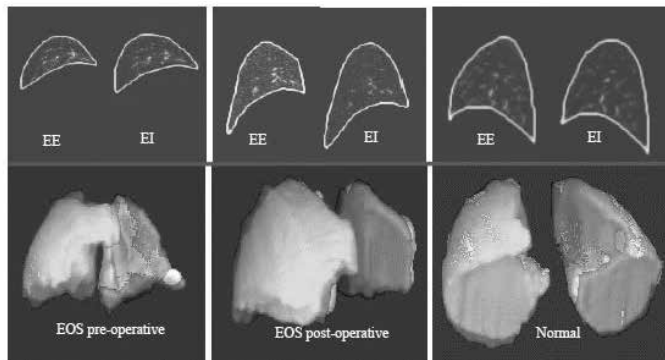 EE EI
EE EI
EE EI
EOS pre-operative
EOS post-operative
Normal